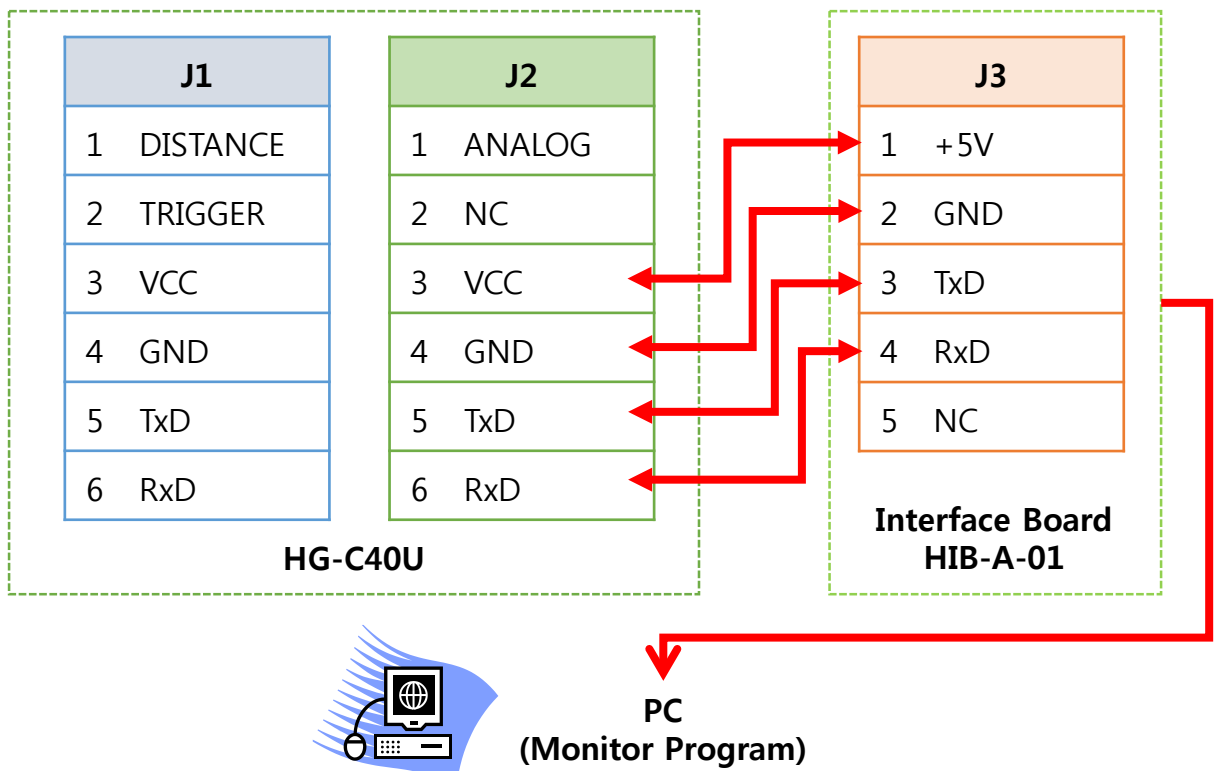 J1
1 DISTANCE
2 TRIGGER
3 VCC
4 GND
5 TxD
6 RxD
J2
1 ANALOG
2 NC
3 VCC
4 GND
5 TxD
6 RxD
HG-C40U
J3
1 +5V
2 GND
3 TxD
4 RxD
5 NC
Interface Board
HIB-A-01
PC
(Monitor Program)